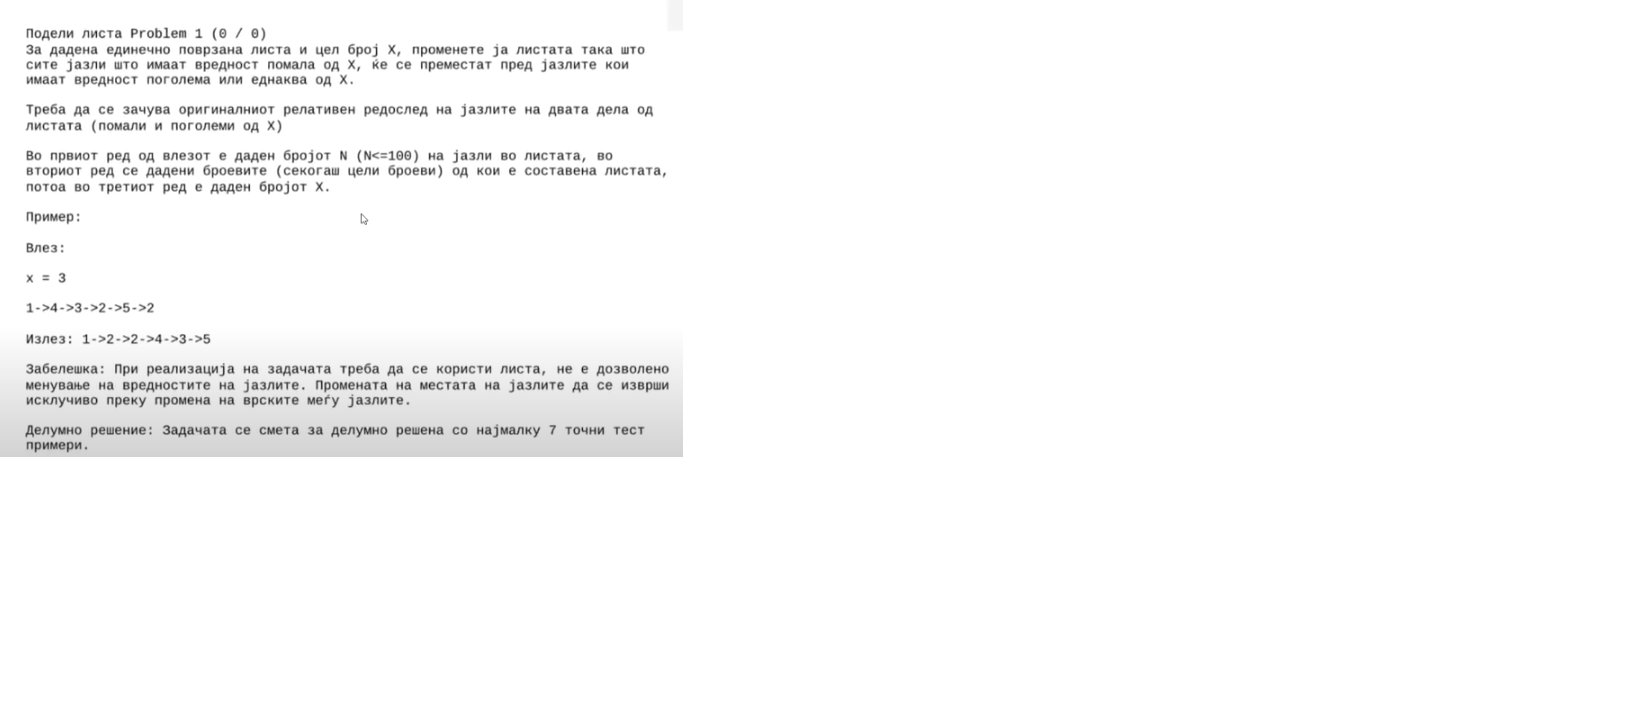 Подели листа Problem 1 (0 / 0)
За дадена единечно поврзана листа и цел број X, променете ја листата така што
сите јазли што имаат вредност помала од X, ќе се преместат пред јазлите кои
имаат вредност поголема или еднаква од X.
Треба да се зачува оригиналниот релативен редослед на јазлите на двата дела од
листата (помали и поголеми од X)
Во првиот ред од влезот е даден бројот N (N<=100) на јазли во листата, во
вториот ред се дадени броевите (секогаш цели броеви) од кои е составена листата,
потоа во третиот ред е даден бројот X.
Пример:
Влез:
x = 3
1->4->3->2->5->2
Излез: 1->2->2->4->3->5
Забелешка: При реализација на задачата треба да се користи листа, не е дозволено
менување на вредностите на јазлите. Промената на местата на јазлите да се изврши
исклучиво преку промена на врските меѓу јазлите.
Делумно решение: Задачата се смета за делумно решена со најмалку 7 точни тест
примери.